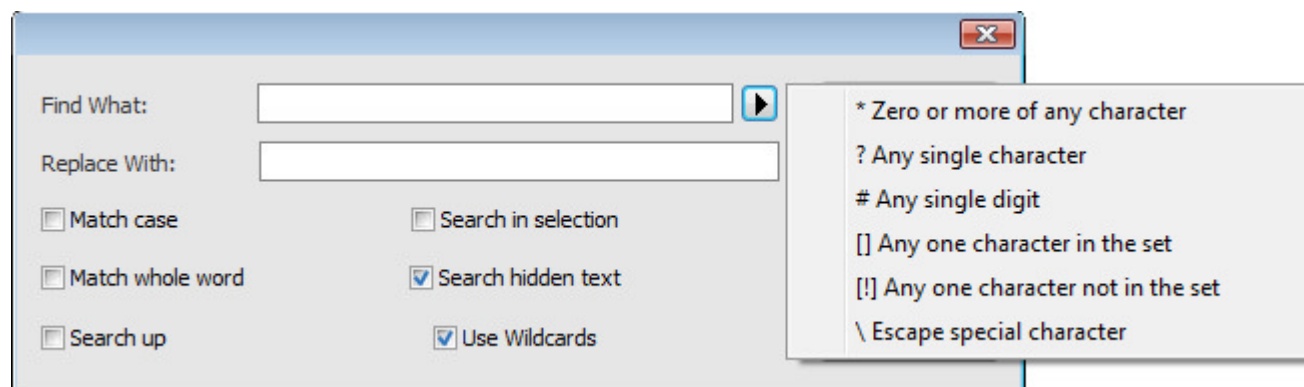 Find What:
Replace With:
Match case
Search in selection
Match whole word
Search hidden text
Search up
Use Wildcards
* Zero or more of any character
? Any single character
# Any single digit
[] Any one character in the set
[!] Any one character not in the set
\ Escape special character